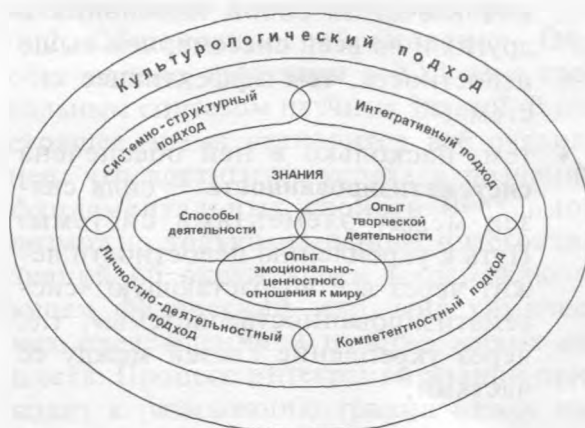 Культурологический подход
Системно-структурный
подход
Интегративный подход
ЗНАНИЯ
Способы
деятельности
Опыт
творческой
деятельности
Опыт
эмоционально-
ценностного
отношения к миру
Личностно-деятельностный
подход
Компетентностный подход